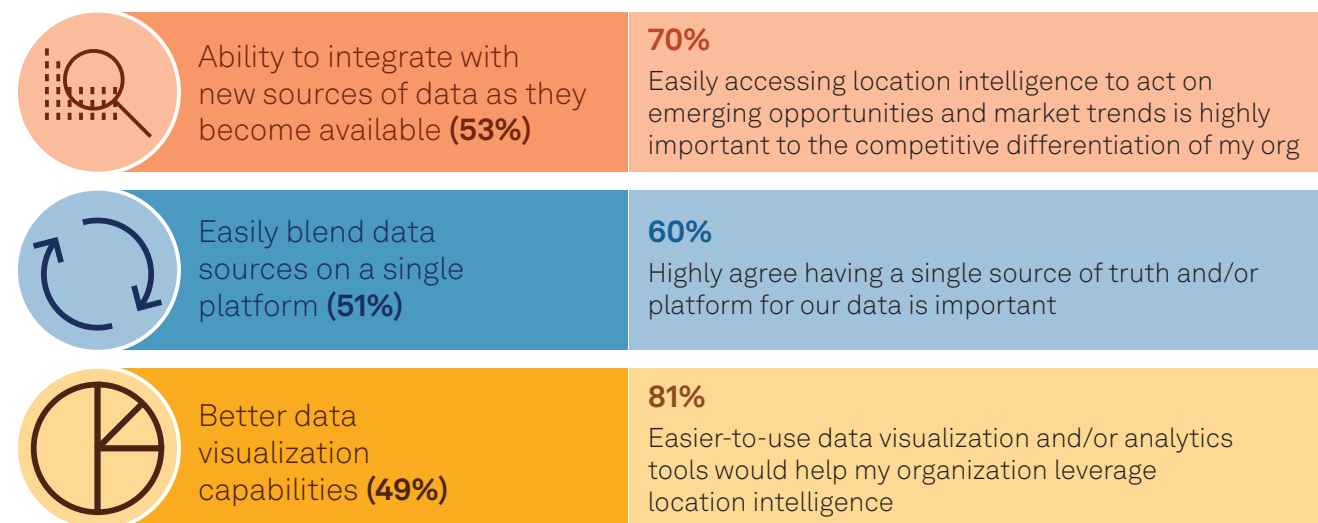 Ability to integrate with
new sources of data as they
become available (53%)
70%
Easily accessing location intelligence to act on
emerging opportunities and market trends is highly
important to the competitive differentiation of my org
Easily blend data
sources on a single
platform (51%)
60%
Highly agree having a single source of truth and/or
platform for our data is important
Better data
visualization
capabilities (49%)
81%
Easier-to-use data visualization and/or analytics
tools would help my organization leverage
location intelligence